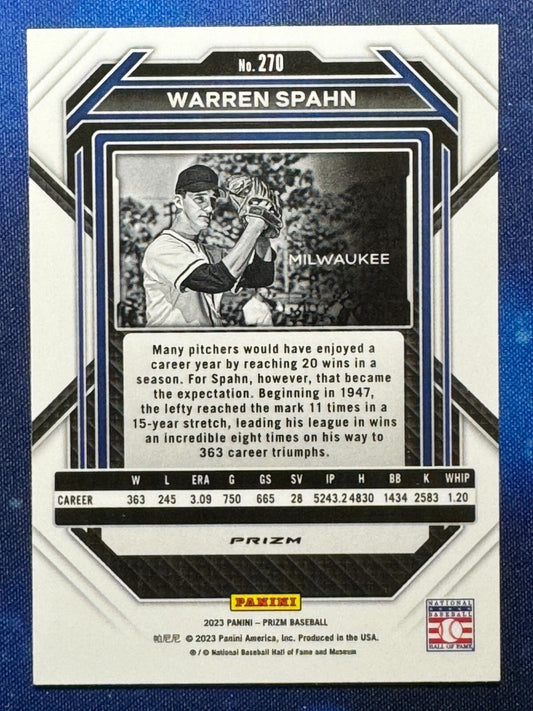 No. 270
WARREN SPAHN
MILWAUKEE
Many pitchers would have enjoyed a
career year by reaching 20 wins in a
season. For Spahn, however, that became
the expectation. Beginning in 1947,
the lefty reached the mark 11 times in a
15-year stretch, leading his league in wins
an incredible eight times on his way to
363 career triumphs.
W L ERA G GS SV IP H BB K WHIP
CAREER 363 245 3.09 750 665 28 5243.2 4830 1434 2583 1.20
PRIZM
PANINI
2023 PANINI – PRIZM BASEBALL
帕尼尼 © 2023 Panini America, Inc. Produced in the USA.
® / © National Baseball Hall of Fame and Museum
NATIONAL
BASEBALL
HALL OF FAME